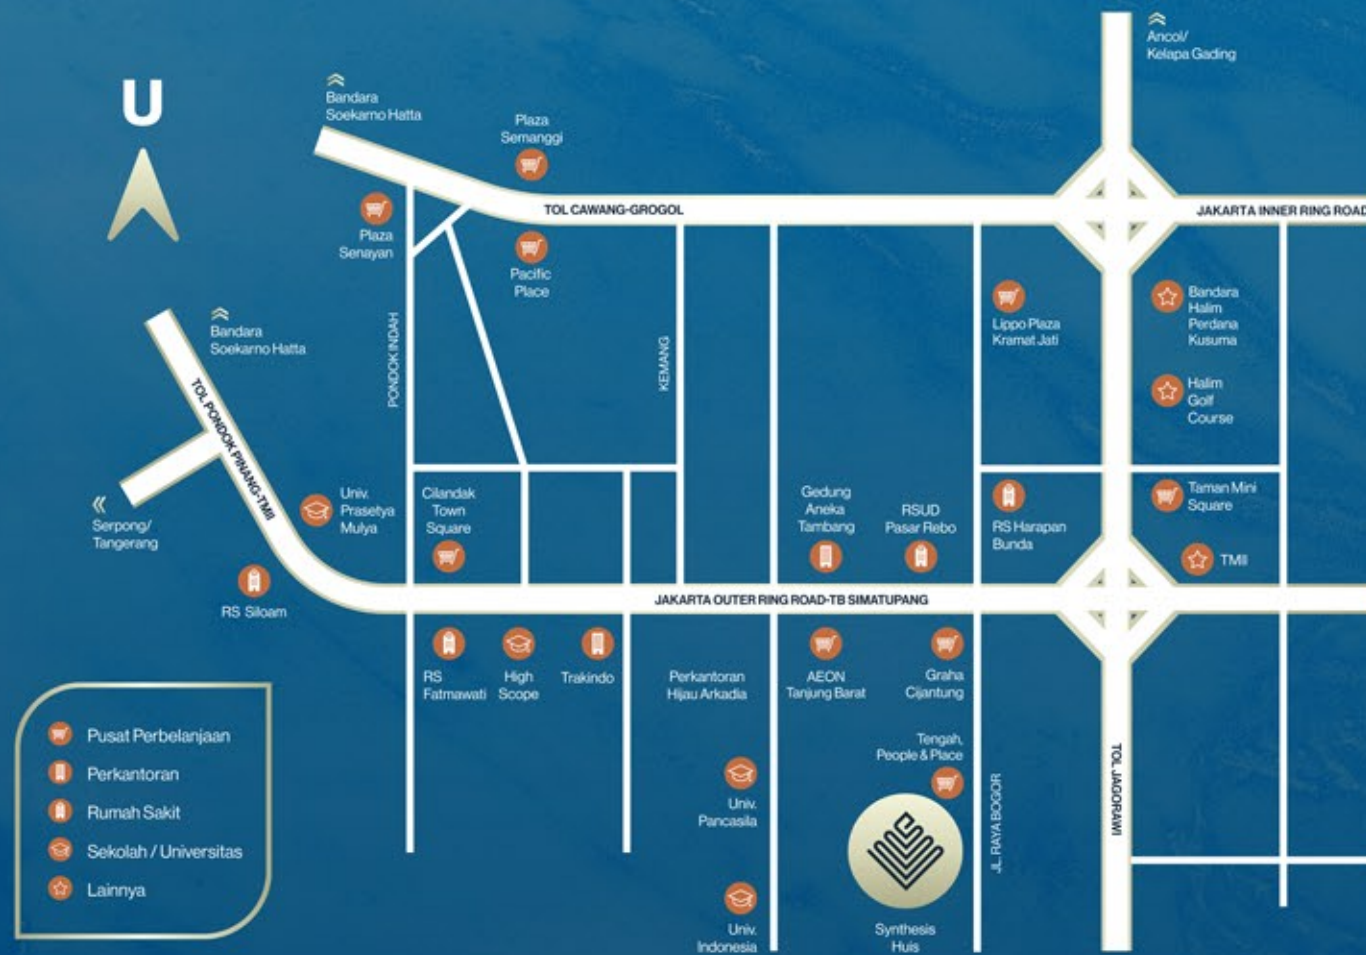 Ancol/
Kelapa Gading
U
Bandara
Soekarno Hatta
Plaza
Semanggi
Plaza
Senayan
TOL CAWANG-GROGOL
JAKARTA INNER RING ROAD
Pacific
Place
Bandara
Soekarno Hatta
PONDOK INDAH
KEMANG
Lippo Plaza
Kramat Jati
Bandara
Halim
Perdana
Kusuma
Halim
Golf
Course
TOL PONDOK PINANG-TMII
Serpong/
Tangerang
Univ.
Prasetya
Mulya
Cilandak
Town
Square
Gedung
Aneka
Tambang
RSUD
Pasar Rebo
RS Harapan
Bunda
Taman Mini
Square
TMII
RS Siloam
JAKARTA OUTER RING ROAD-TB SIMATUPANG
RS
Fatmawati
High
Scope
Trakindo
Perkantoran
Hijau Arkadia
AEON
Tanjung Barat
Graha
Cijantung
Tengah,
People & Place
Univ.
Pancasila
JL. RAYA BOGOR
TOL JAGORAWI
Univ.
Indonesia
Synthesis
Huis
Pusat Perbelanjaan
Perkantoran
Rumah Sakit
Sekolah / Universitas
Lainnya